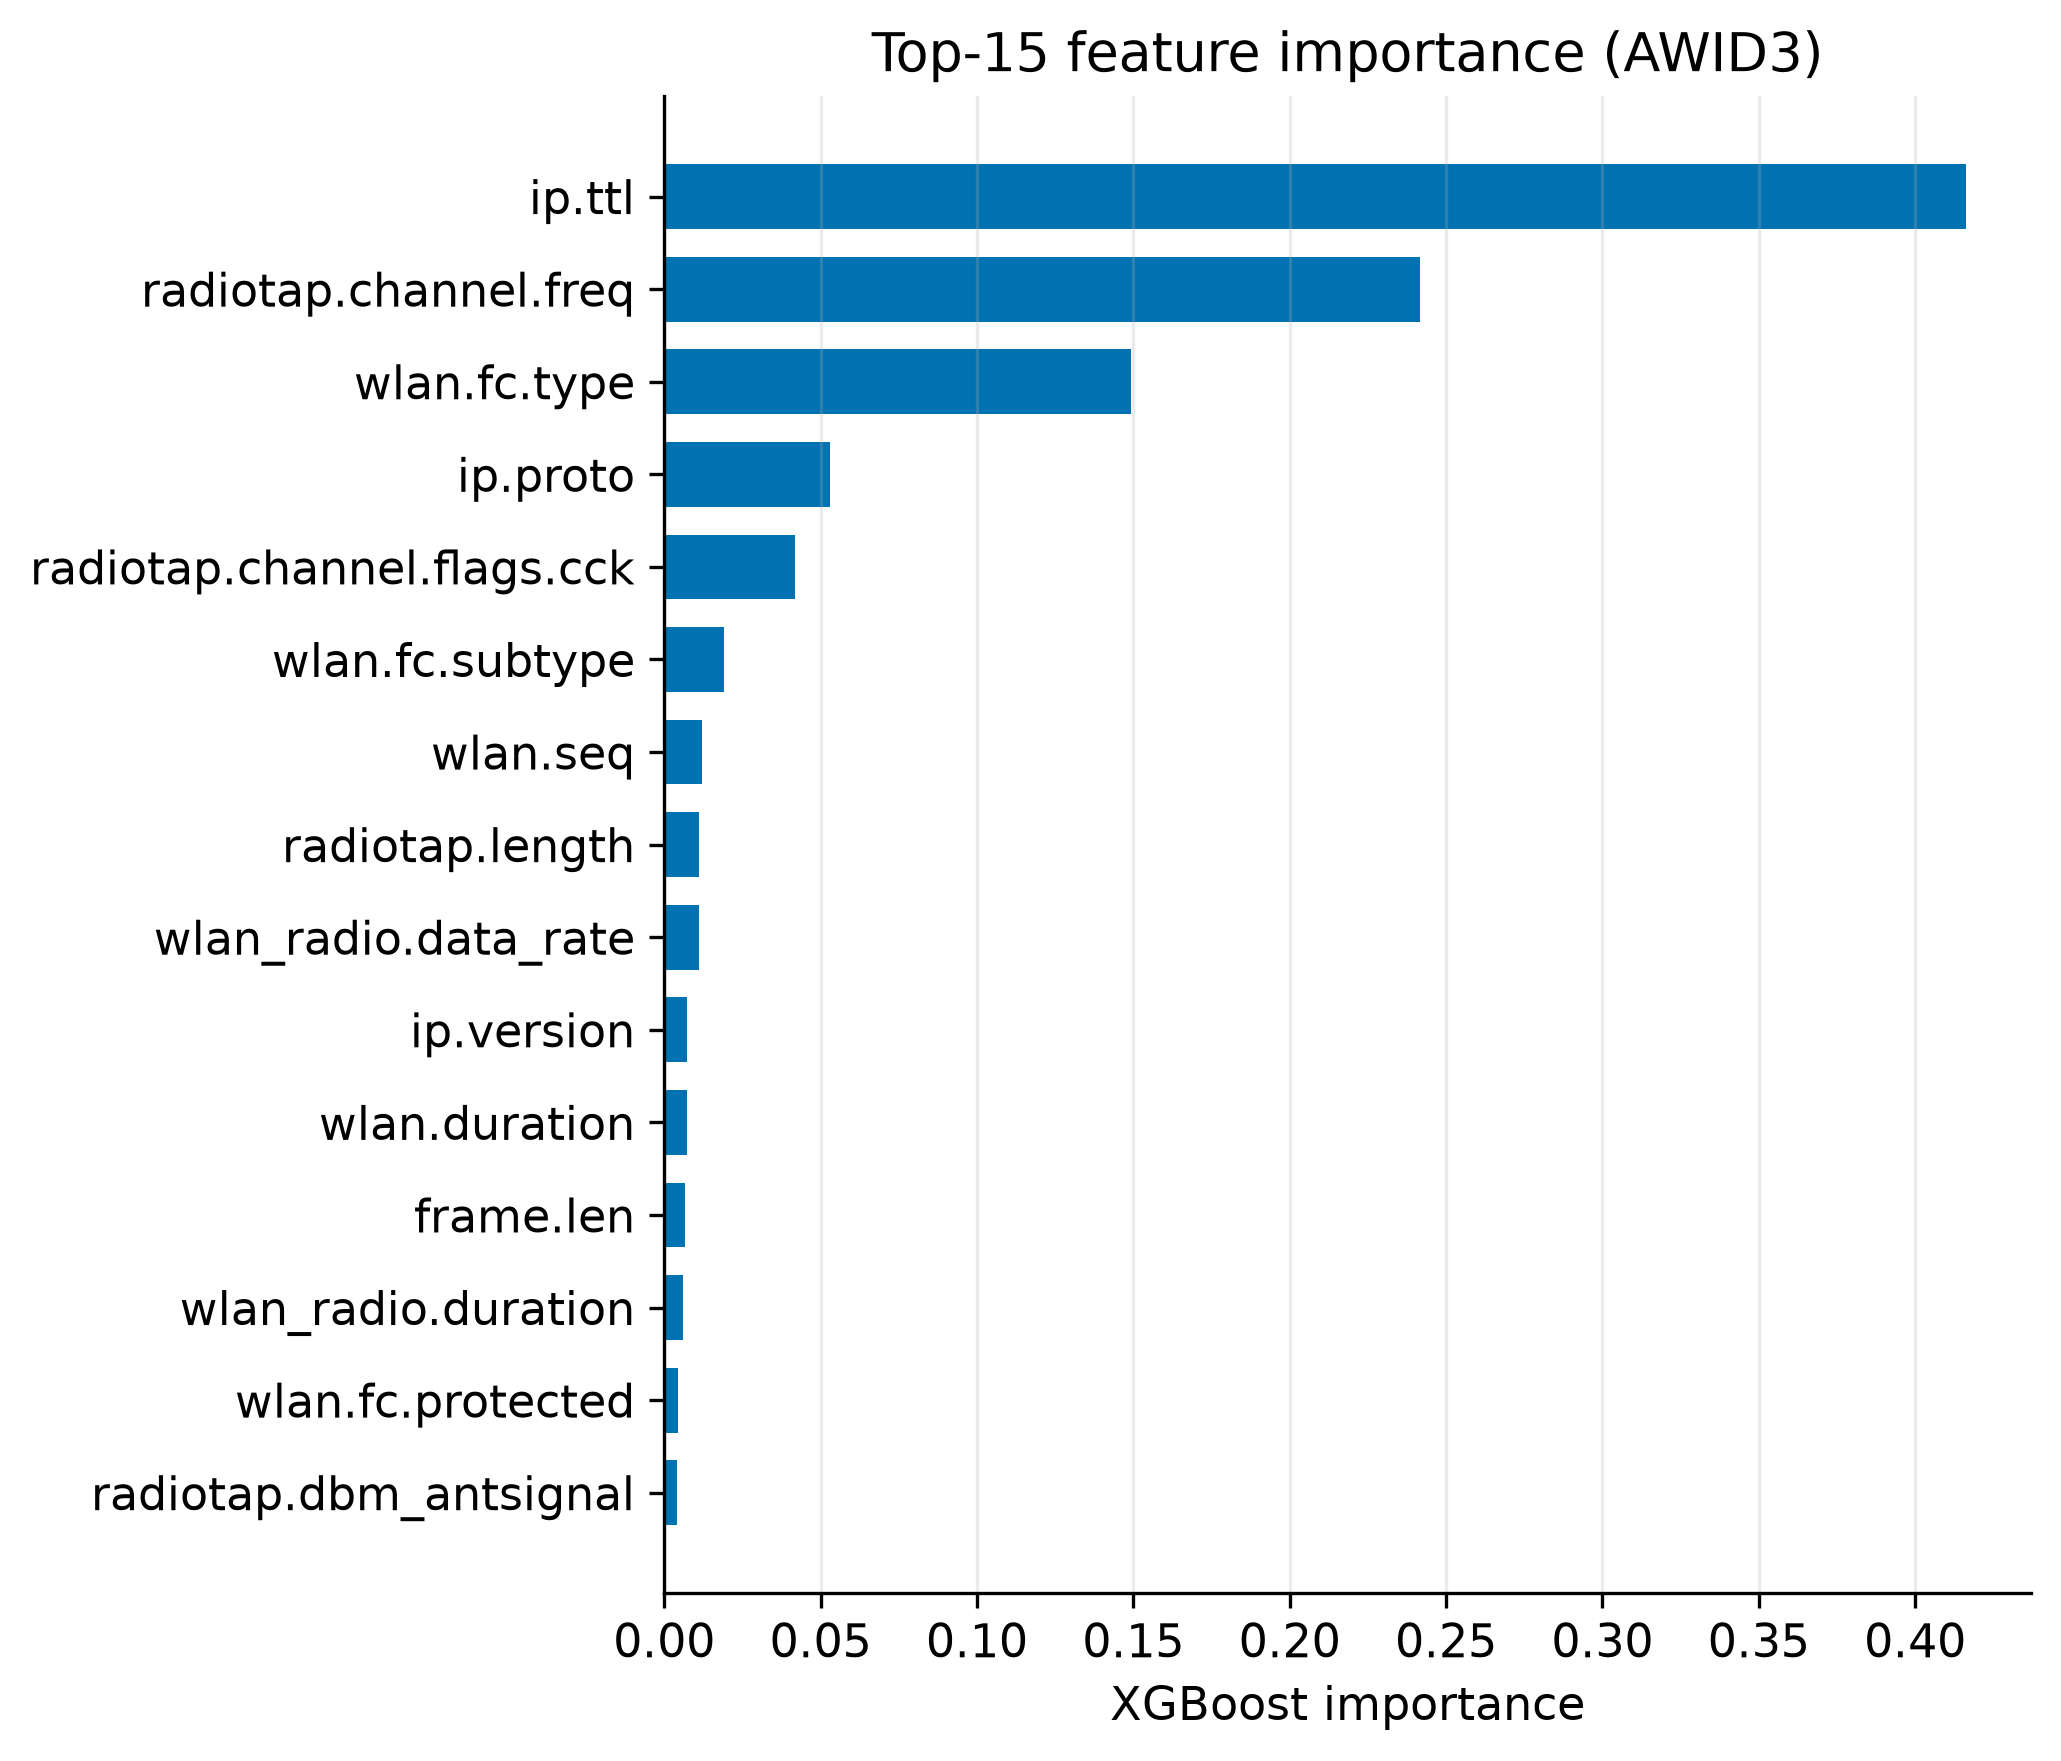 Top-15 feature importance (AWID3)
ip.ttl
radiotap.channel.freq
wlan.fc.type
ip.proto
radiotap.channel.flags.cck
wlan.fc.subtype
wlan.seq
radiotap.length
wlan_radio.data_rate
ip.version
wlan.duration
frame.len
wlan_radio.duration
wlan.fc.protected
radiotap.dbm_antsignal
0.00 0.05 0.10 0.15 0.20 0.25 0.30 0.35 0.40
XGBoost importance